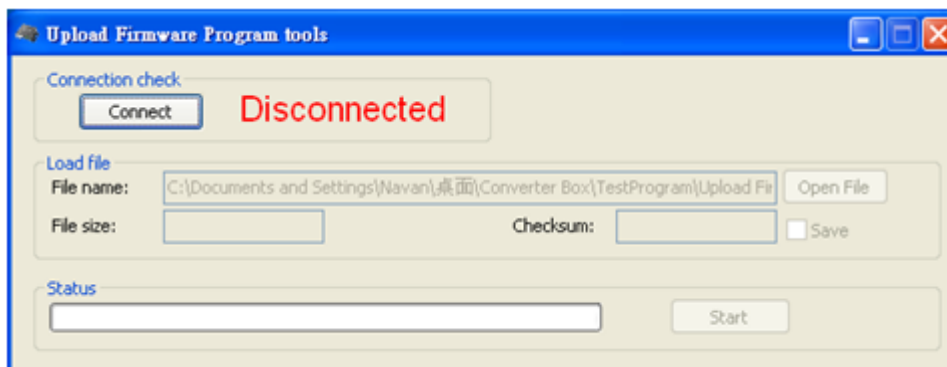 Upload Firmware Program tools
Connection check
Connect Disconnected
Load file
File name: C:\Documents and Settings\Navan\桌面\Converter Box\TestProgram\Upload Fir Open File
File size: Checksum: Save
Status
Start